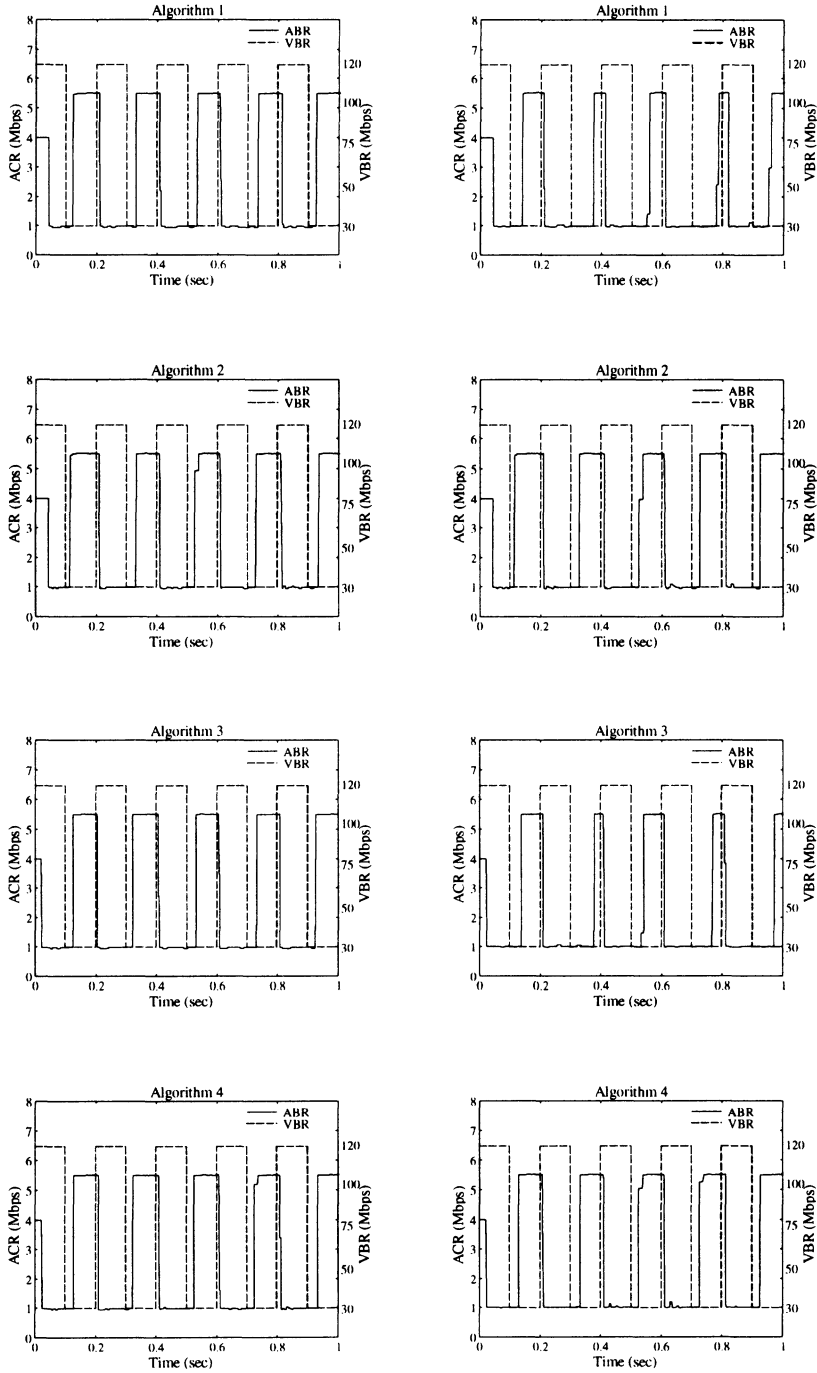 Algorithm 1
ABR
VBR
8
7
6
5
4
3
2
1
0
120
100
75
50
30
ACR (Mbps)
VBR (Mbps)
0 0.2 0.4 0.6 0.8 1
Time (sec)
Algorithm 1
ABR
VBR
8
7
6
5
4
3
2
1
0
120
100
75
50
30
ACR (Mbps)
VBR (Mbps)
0 0.2 0.4 0.6 0.8 1
Time (sec)
Algorithm 2
ABR
VBR
8
7
6
5
4
3
2
1
0
120
100
75
50
30
ACR (Mbps)
VBR (Mbps)
0 0.2 0.4 0.6 0.8 1
Time (sec)
Algorithm 2
ABR
VBR
8
7
6
5
4
3
2
1
0
120
100
75
50
30
ACR (Mbps)
VBR (Mbps)
0 0.2 0.4 0.6 0.8 1
Time (sec)
Algorithm 3
ABR
VBR
8
7
6
5
4
3
2
1
0
120
100
75
50
30
ACR (Mbps)
VBR (Mbps)
0 0.2 0.4 0.6 0.8 1
Time (sec)
Algorithm 3
ABR
VBR
8
7
6
5
4
3
2
1
0
120
100
75
50
30
ACR (Mbps)
VBR (Mbps)
0 0.2 0.4 0.6 0.8 1
Time (sec)
Algorithm 4
ABR
VBR
8
7
6
5
4
3
2
1
0
120
100
75
50
30
ACR (Mbps)
VBR (Mbps)
0 0.2 0.4 0.6 0.8 1
Time (sec)
Algorithm 4
ABR
VBR
8
7
6
5
4
3
2
1
0
120
100
75
50
30
ACR (Mbps)
VBR (Mbps)
0 0.2 0.4 0.6 0.8 1
Time (sec)